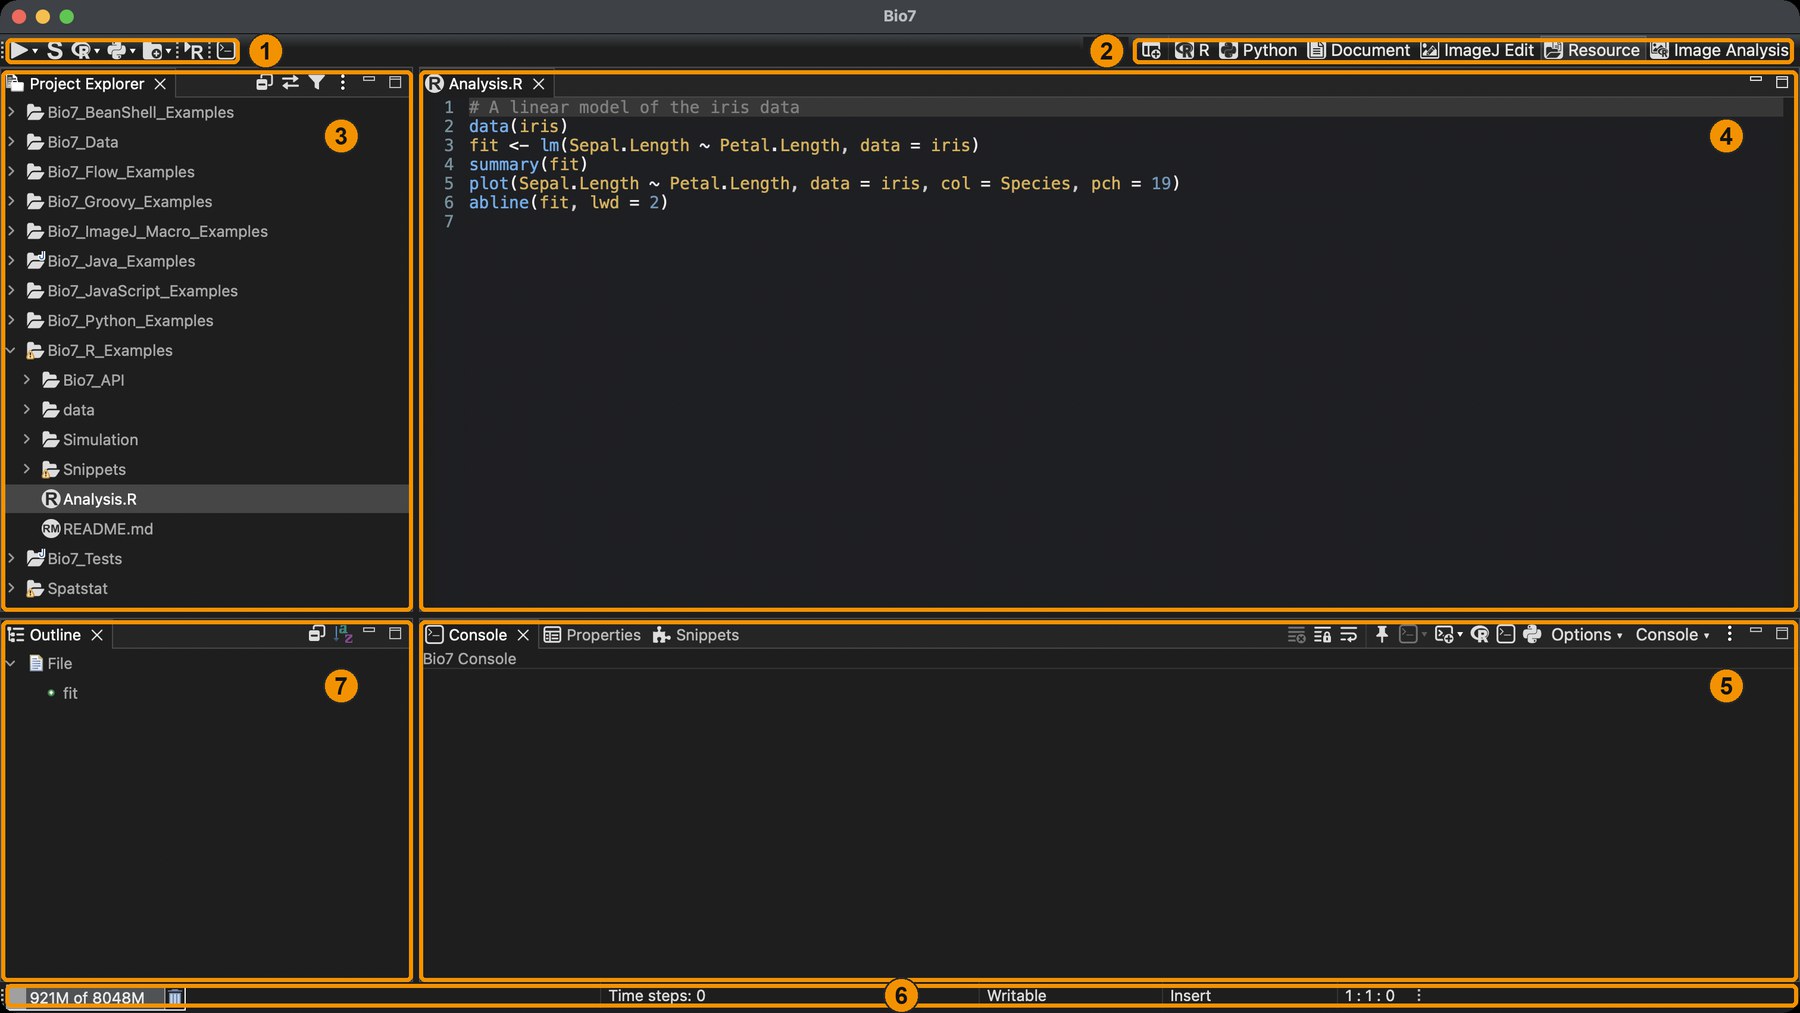 Bio7
1
2
R
Python
Document
ImageJ Edit
Resource
Image Analysis
Project Explorer
Bio7_BeanShell_Examples
Bio7_Data
Bio7_Flow_Examples
Bio7_Groovy_Examples
Bio7_ImageJ_Macro_Examples
Bio7_Java_Examples
Bio7_JavaScript_Examples
Bio7_Python_Examples
Bio7_R_Examples
Bio7_API
data
Simulation
Snippets
Analysis.R
README.md
Bio7_Tests
Spatstat
3
Analysis.R
1 # A linear model of the iris data
2 data(iris)
3 fit <- lm(Sepal.Length ~ Petal.Length, data = iris)
4 summary(fit)
5 plot(Sepal.Length ~ Petal.Length, data = iris, col = Species, pch = 19)
6 abline(fit, lwd = 2)
7
4
Outline
File
fit
7
Console
Properties
Snippets
Options
Console
Bio7 Console
5
921M of 8048M
Time steps: 0
6
Writable
Insert
1 : 1 : 0